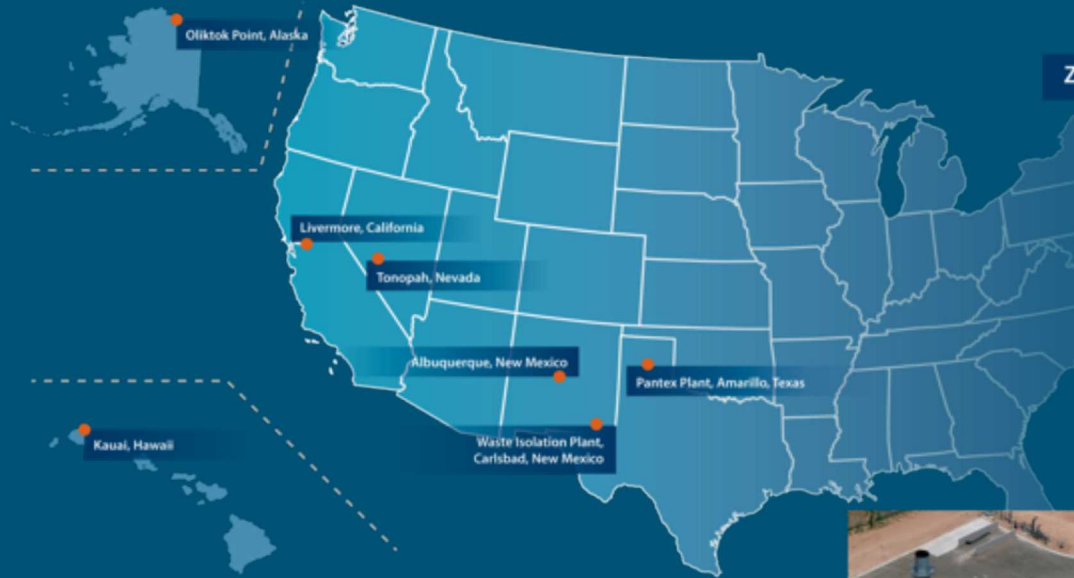 Oliktok Point, Alaska
Z
Livermore, California
Tonopah, Nevada
Albuquerque, New Mexico
Pantex Plant, Amarillo, Texas
Kauai, Hawaii
Waste Isolation Plant,
Carlsbad, New Mexico